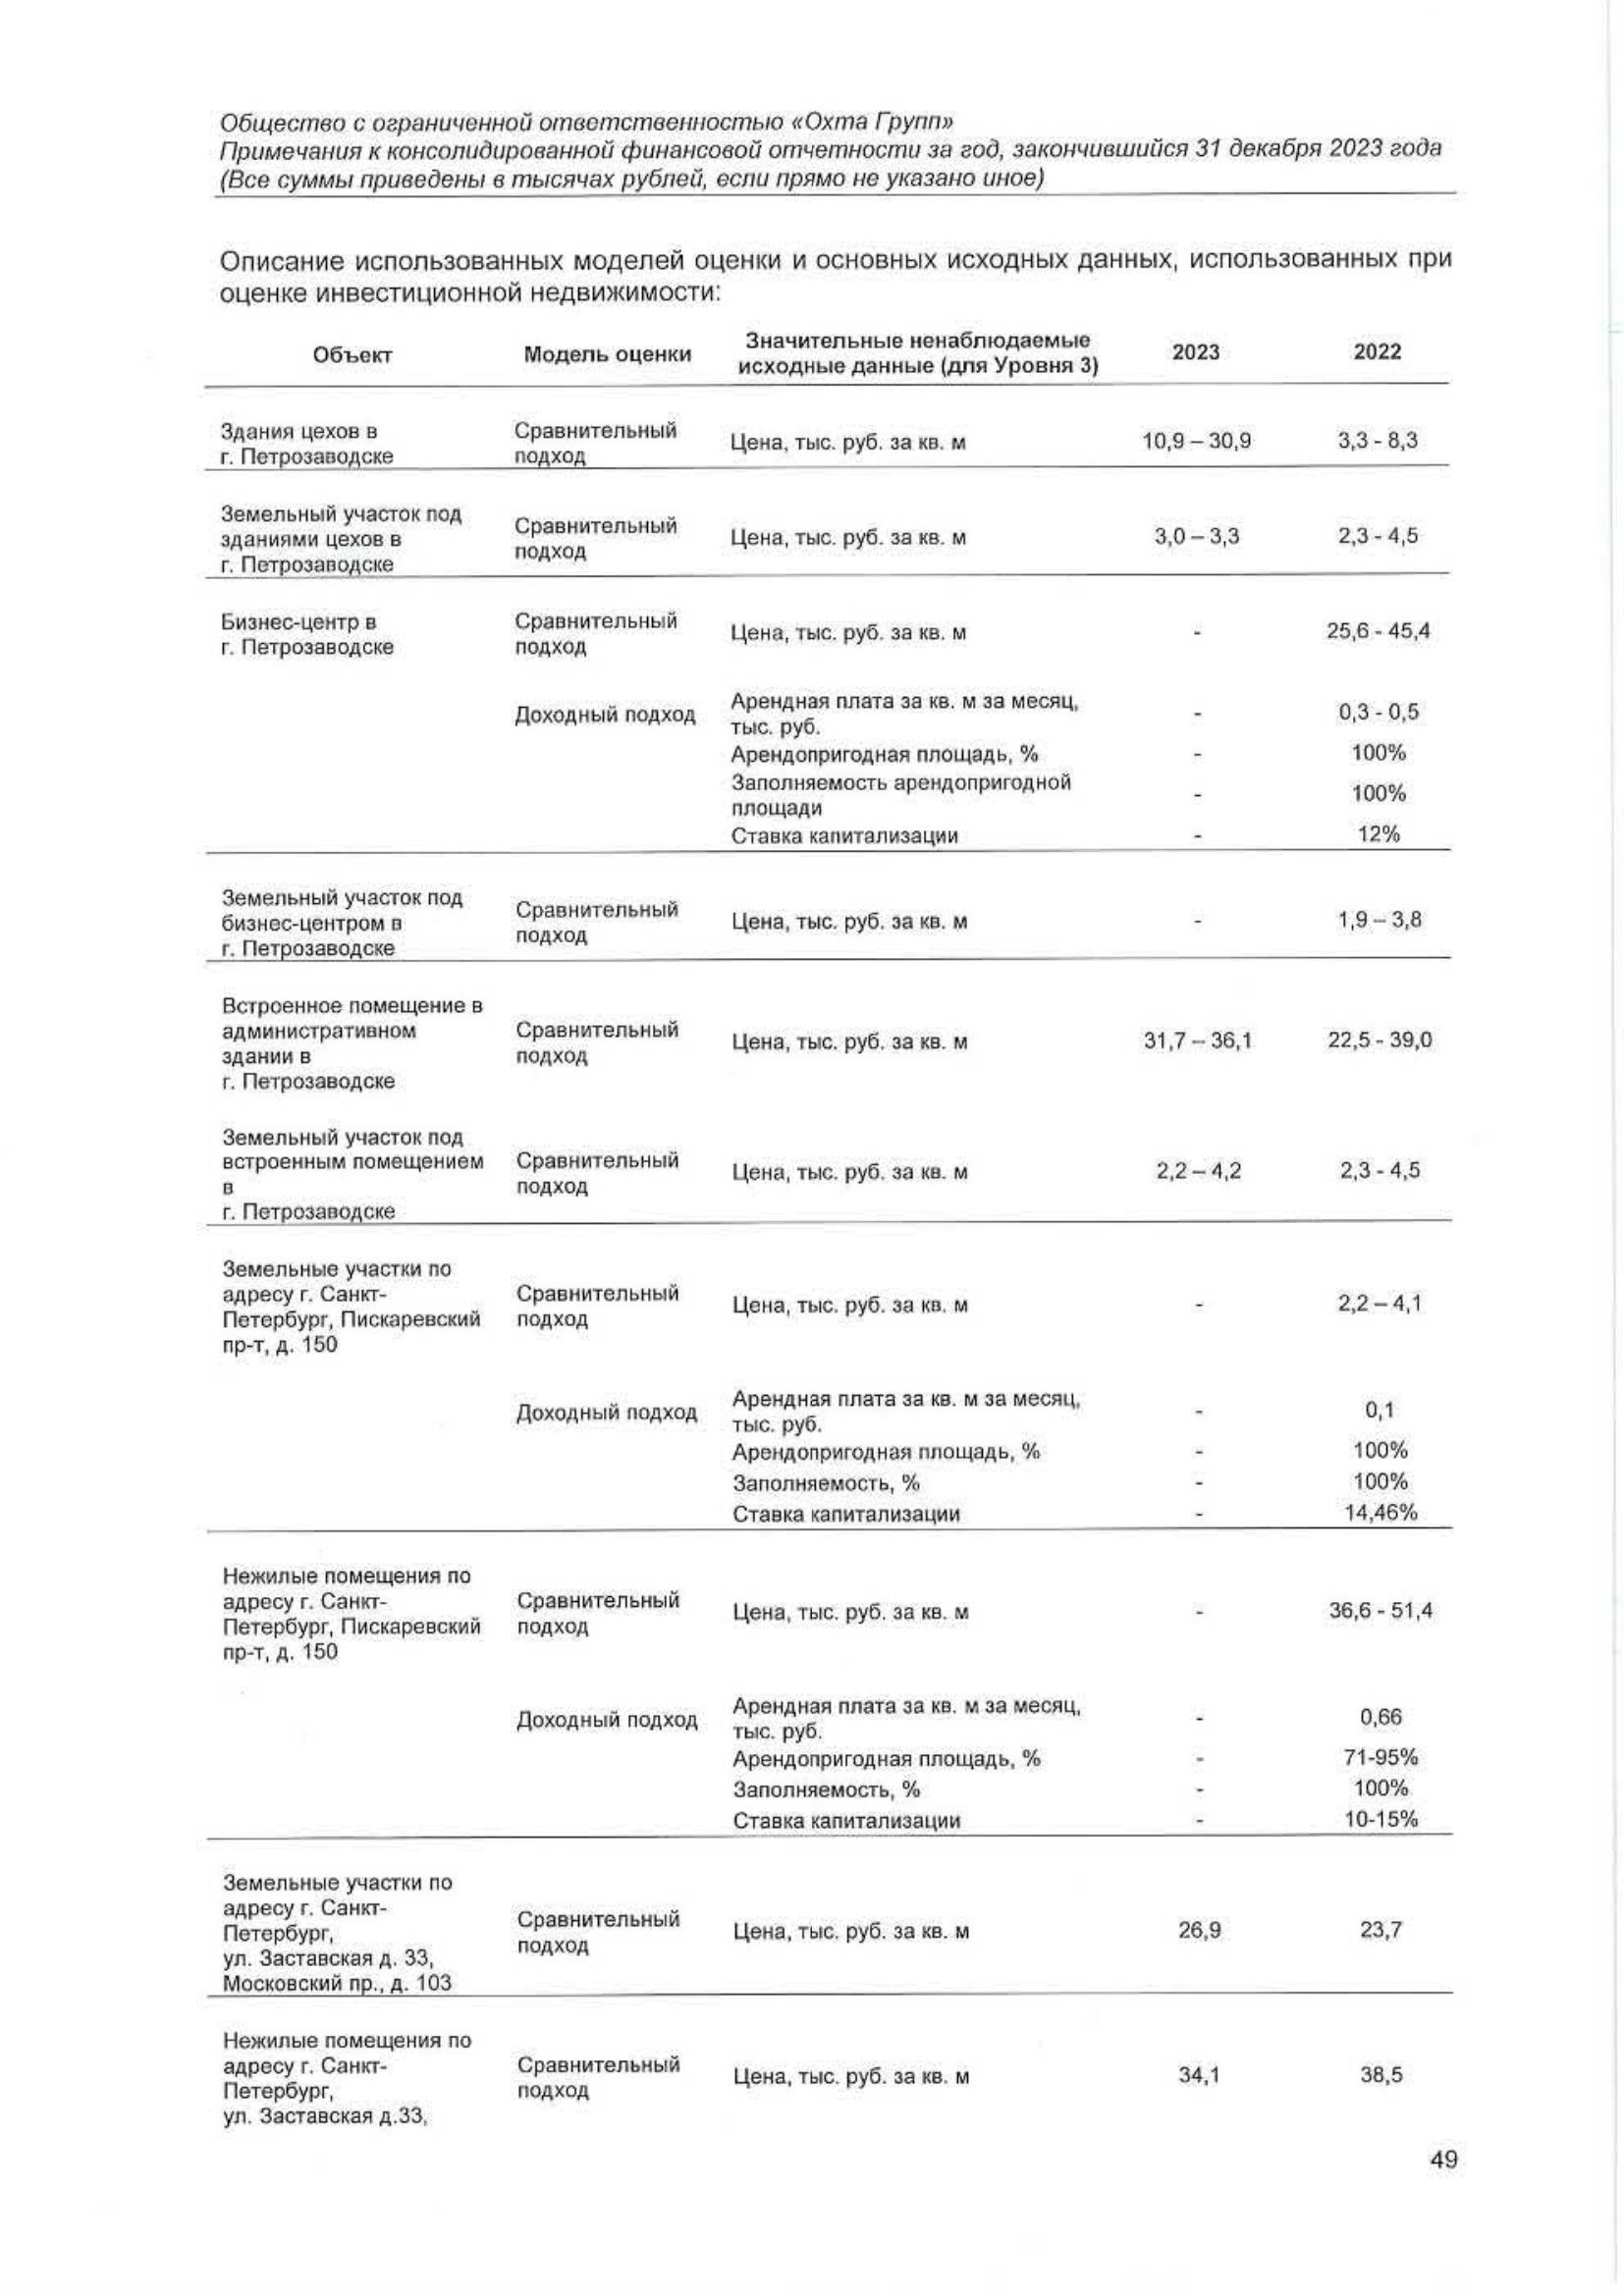 Общество с ограниченной ответственностью «Охта Групп»
Примечания к консолидированной финансовой отчетности за год, закончившийся 31 декабря 2023 года
(Все суммы приведены в тысячах рублей, если прямо не указано иное)
Описание использованных моделей оценки и основных исходных данных, использованных при
оценке инвестиционной недвижимости:
Объект Модель оценки Значительные ненаблюдаемые исходные данные (для Уровня 3) 2023 2022
Здания цехов в
г. Петрозаводске
Сравнительный
подход
Цена, тыс. руб. за кв. м 10,9 – 30,9 3,3 - 8,3
Земельный участок под
зданиями цехов в
г. Петрозаводске
Сравнительный
подход
Цена, тыс. руб. за кв. м 3,0 – 3,3 2,3 - 4,5
Бизнес-центр в
г. Петрозаводске
Сравнительный
подход
Цена, тыс. руб. за кв. м - 25,6 - 45,4
Доходный подход
Арендная плата за кв. м за месяц,
тыс. руб. - 0,3 - 0,5
Арендопригодная площадь, % - 100%
Заполняемость арендопригодной
площади - 100%
Ставка капитализации - 12%
Земельный участок под
бизнес-центром в
г. Петрозаводске
Сравнительный
подход
Цена, тыс. руб. за кв. м - 1,9 – 3,8
Встроенное помещение в
административном
здании в
г. Петрозаводске
Сравнительный
подход
Цена, тыс. руб. за кв. м 31,7 – 36,1 22,5 - 39,0
Земельный участок под
встроенным помещением
в
г. Петрозаводске
Сравнительный
подход
Цена, тыс. руб. за кв. м 2,2 – 4,2 2,3 - 4,5
Земельные участки по
адресу г. Санкт-
Петербург, Пискаревский
пр-т, д. 150
Сравнительный
подход
Цена, тыс. руб. за кв. м - 2,2 – 4,1
Доходный подход
Арендная плата за кв. м за месяц,
тыс. руб. - 0,1
Арендопригодная площадь, % - 100%
Заполняемость, % - 100%
Ставка капитализации - 14,46%
Нежилые помещения по
адресу г. Санкт-
Петербург, Пискаревский
пр-т, д. 150
Сравнительный
подход
Цена, тыс. руб. за кв. м - 36,6 - 51,4
Доходный подход
Арендная плата за кв. м за месяц,
тыс. руб. - 0,66
Арендопригодная площадь, % - 71-95%
Заполняемость, % - 100%
Ставка капитализации - 10-15%
Земельные участки по
адресу г. Санкт-
Петербург,
ул. Заставская д. 33,
Московский пр., д. 103
Сравнительный
подход
Цена, тыс. руб. за кв. м 26,9 23,7
Нежилые помещения по
адресу г. Санкт-
Петербург,
ул. Заставская д.33,
Сравнительный
подход
Цена, тыс. руб. за кв. м 34,1 38,5
49